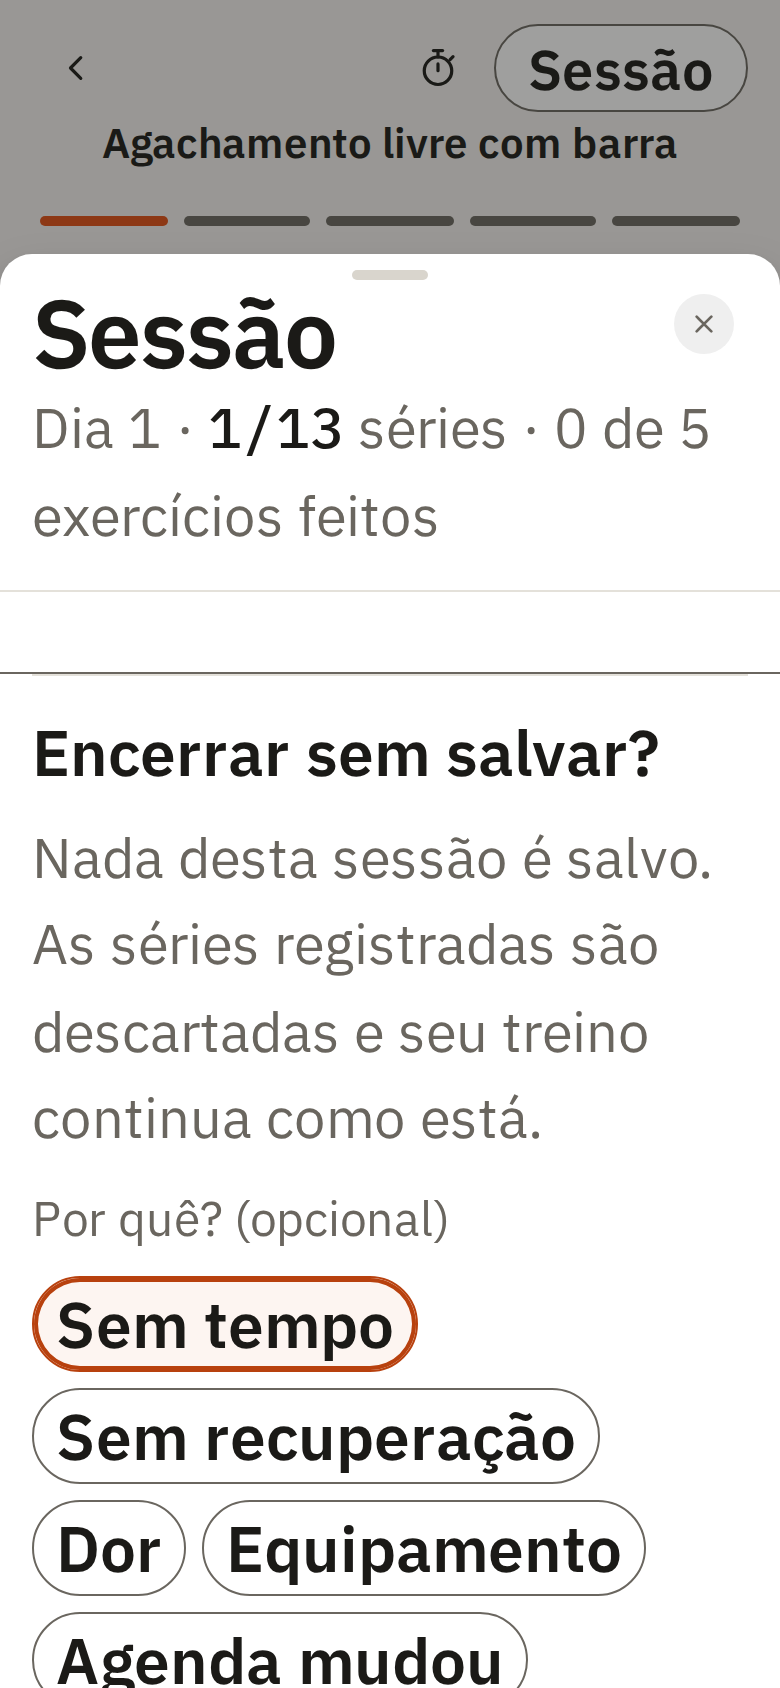 Sessão
Agachamento livre com barra
Sessão
Dia 1 · 1/13 séries · 0 de 5
exercícios feitos
Encerrar sem salvar?
Nada desta sessão é salvo.
As séries registradas são
descartadas e seu treino
continua como está.
Por quê? (opcional)
Sem tempo
Sem recuperação
Dor Equipamento
Agenda mudou